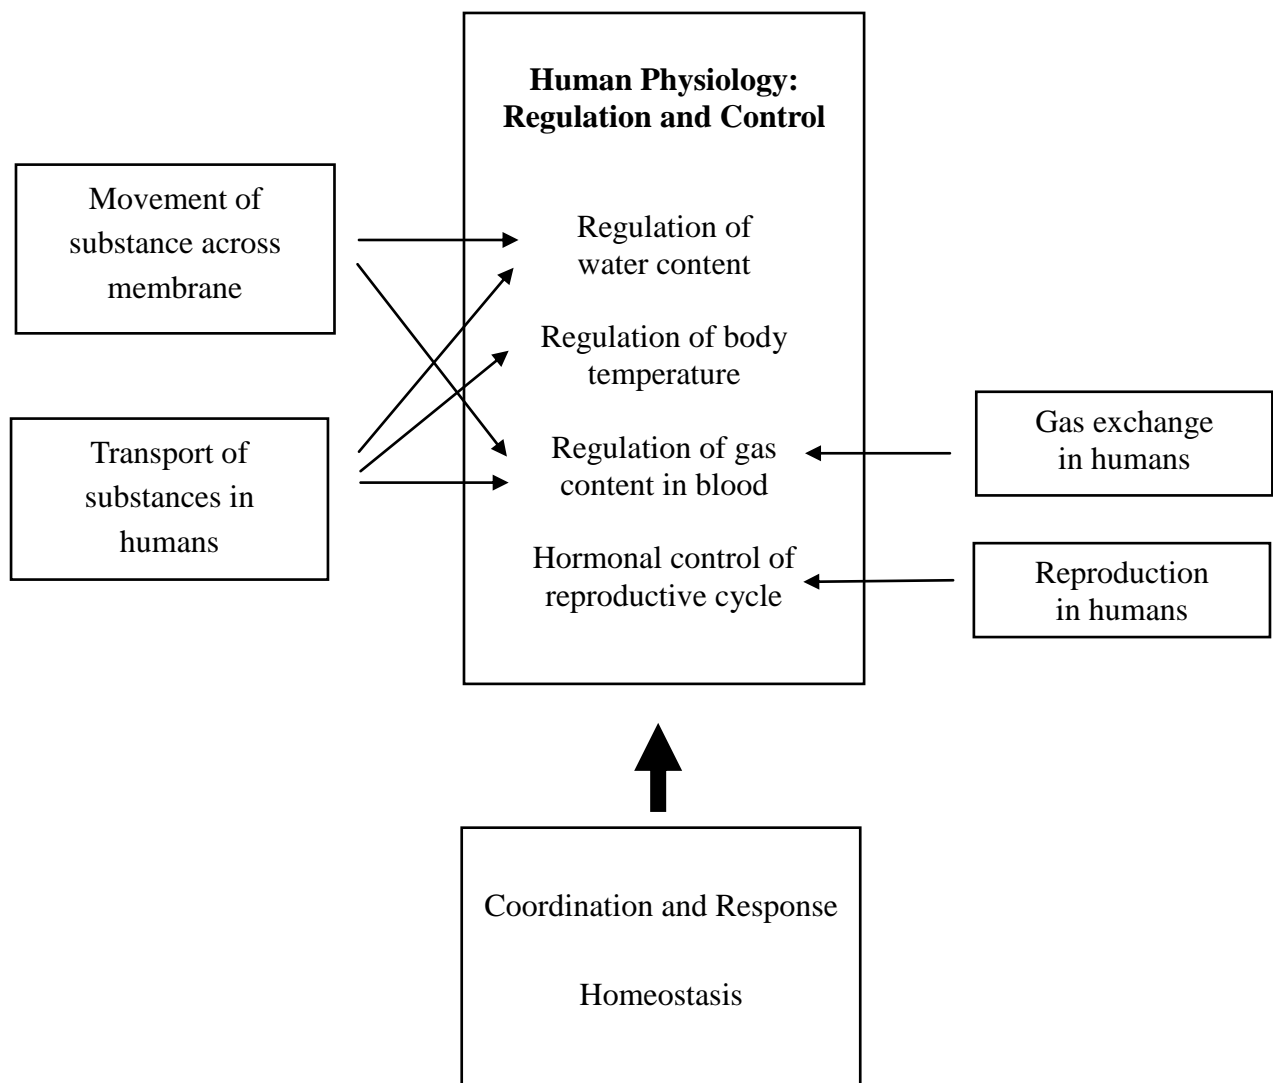 Human Physiology:
Regulation and Control
Movement of
substance across
membrane
Regulation of
water content
Regulation of body
temperature
Transport of
substances in
humans
Regulation of gas
content in blood
Gas exchange
in humans
Hormonal control of
reproductive cycle
Reproduction
in humans
Coordination and Response
Homeostasis